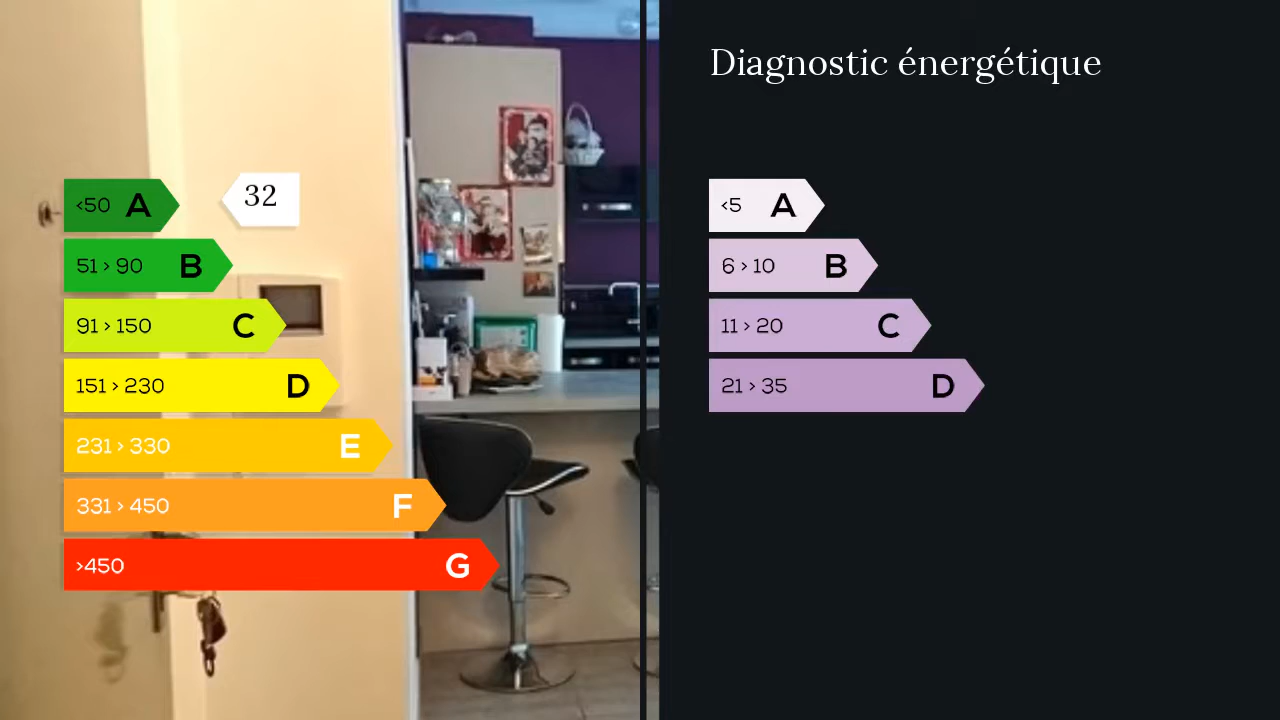 Diagnostic énergétique
<50 A
32
51 > 90 B
91 > 150 C
151 > 230 D
231 > 330 E
331 > 450 F
>450 G
<5 A
6 > 10 B
11 > 20 C
21 > 35 D